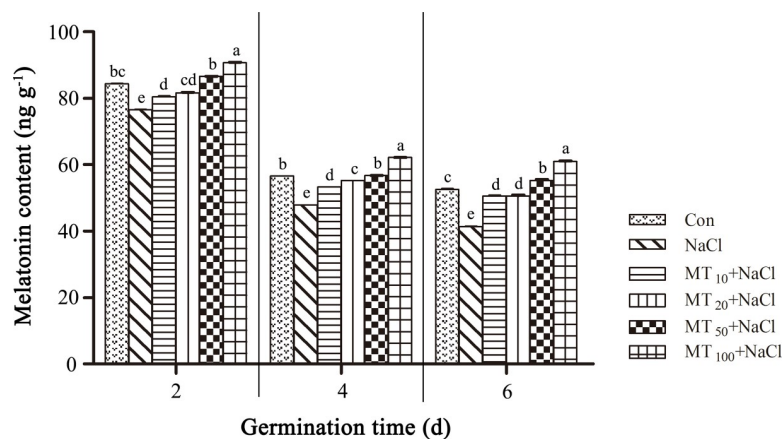 Melatonin content (ng g⁻¹)
100
80
60
40
20
0
bc
e
d
cd
b
a
b
e
d
c
b
a
c
e
d
d
b
a
2
4
6
Germination time (d)
Con
NaCl
MT₁₀+NaCl
MT₂₀+NaCl
MT₅₀+NaCl
MT₁₀₀+NaCl